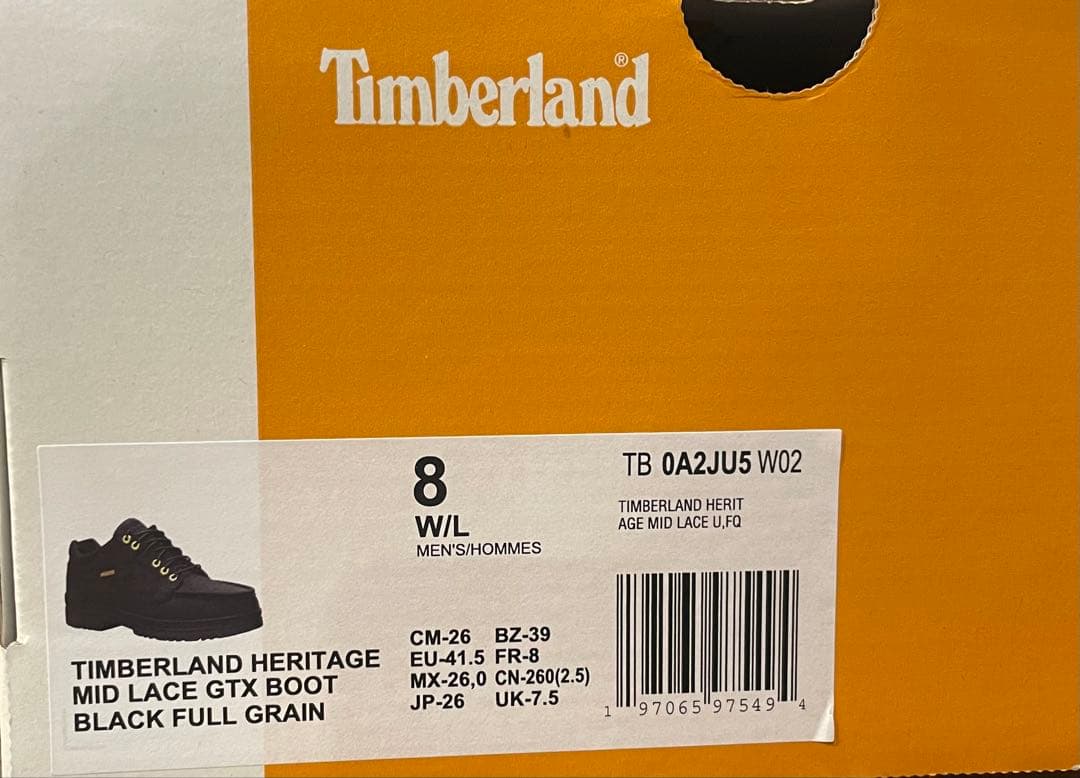 Timberland®
8
W/L
MEN'S/HOMMES
TB 0A2JU5 W02
TIMBERLAND HERIT
AGE MID LACE U,FQ
TIMBERLAND HERITAGE
MID LACE GTX BOOT
BLACK FULL GRAIN
CM-26 BZ-39
EU-41.5 FR-8
MX-26,0 CN-260(2.5)
JP-26 UK-7.5
1 97065 97549 4